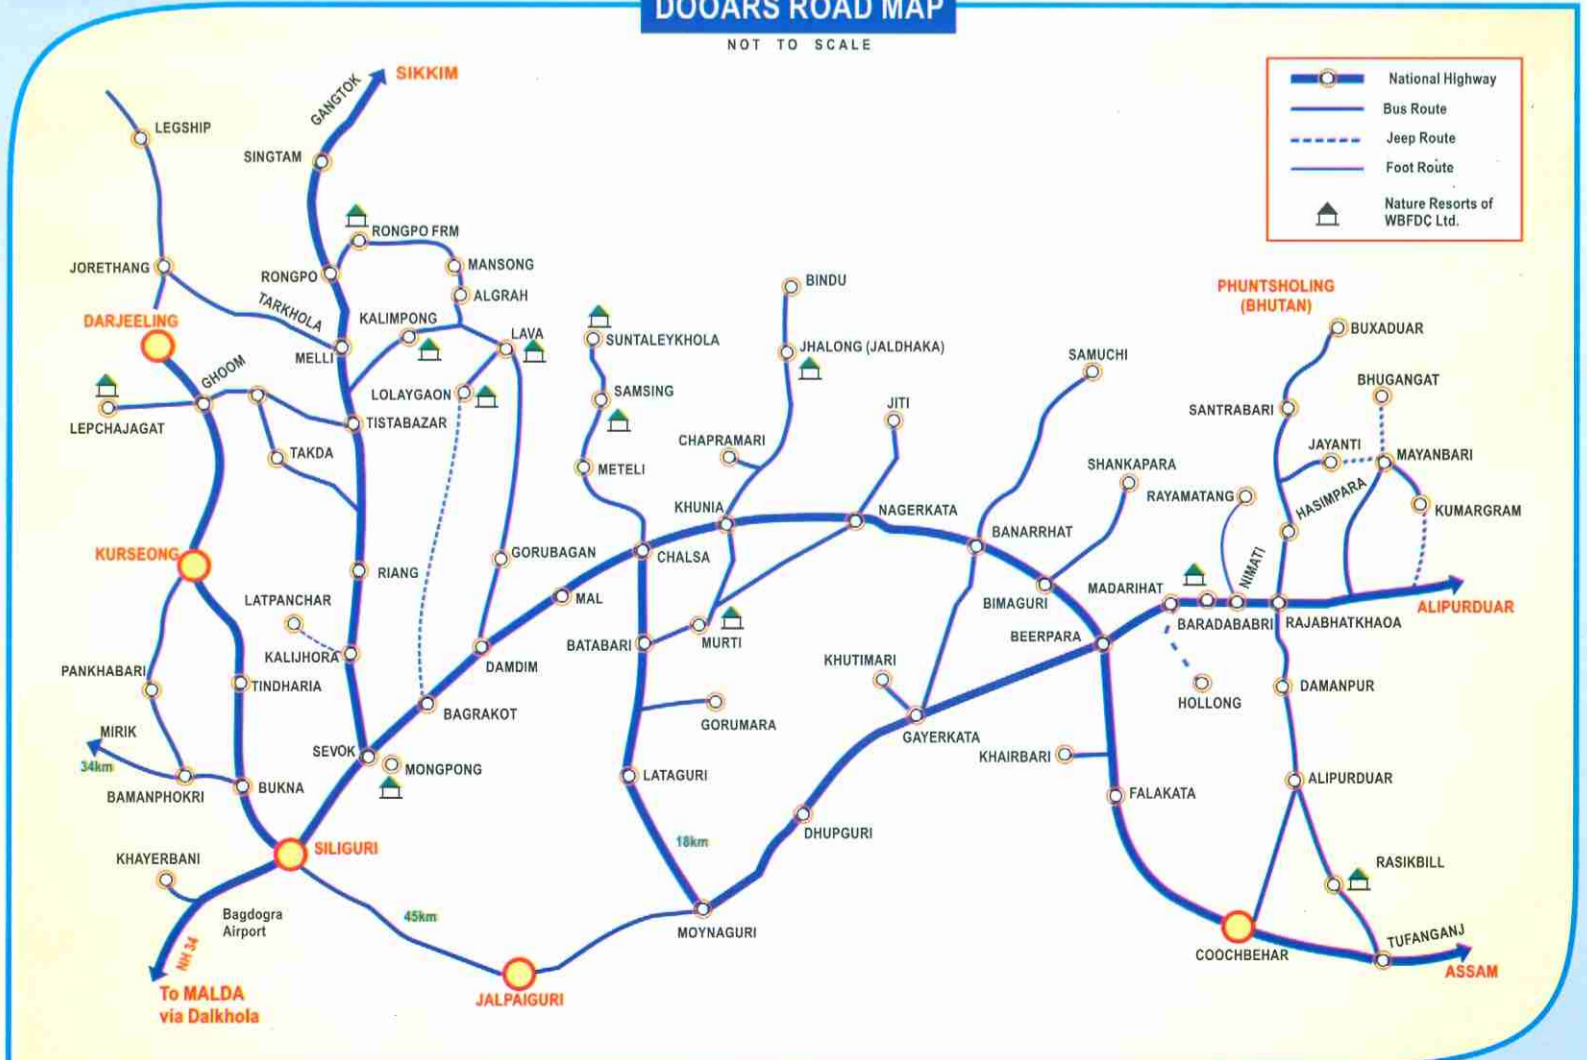 DOOARS ROAD MAP
NOT TO SCALE
National Highway
Bus Route
Jeep Route
Foot Route
Nature Resorts of
WBFDC Ltd.
SIKKIM
GANGTOK
LEGSHIP
SINGTAM
RONGPO FRM
JORETHANG
RONGPO
MANSONG
ALGRAH
TARKHOLA
DARJEELING
KALIMPONG
LAVA
MELLI
GHOOM
LOLAYGAON
LEPCHAJAGAT
TISTABAZAR
TAKDA
SUNTALEYKHOLA
SAMSING
METELI
BINDU
JHALONG (JALDHAKA)
CHAPRAMARI
JITI
SAMUCHI
SHANKAPARA
PHUNTSHOLING
(BHUTAN)
BUXADUAR
BHUGANGAT
SANTRABARI
JAYANTI
MAYANBARI
RAYAMATANG
HASIMPARA
KUMARGRAM
KHUNIA
NAGERKATA
BANARRHAT
KURSEONG
RIANG
GORUBAGAN
CHALSA
MAL
BIMAGURI
MADARIHAT
NIMATI
ALIPURDUAR
LATPANCHAR
KALIJHORA
BATABARI
MURTI
BEERPARA
BARADABABRI
RAJABHATKHAOA
DAMDIM
PANKHABARI
TINDHARIA
BAGRAKOT
GORUMARA
KHUTIMARI
GAYERKATA
HOLLONG
DAMANPUR
MIRIK
34km
SEVOK
MONGPONG
KHAIRBARI
BAMANPHOKRI
BUKNA
LATAGURI
FALAKATA
ALIPURDUAR
DHUPGURI
18km
SILIGURI
KHAYERBANI
RASIKBILL
Bagdogra
Airport
45km
MOYNAGURI
NH 34
JALPAIGURI
COOCHBEHAR
TUFANGANJ
ASSAM
To MALDA
via Dalkhola